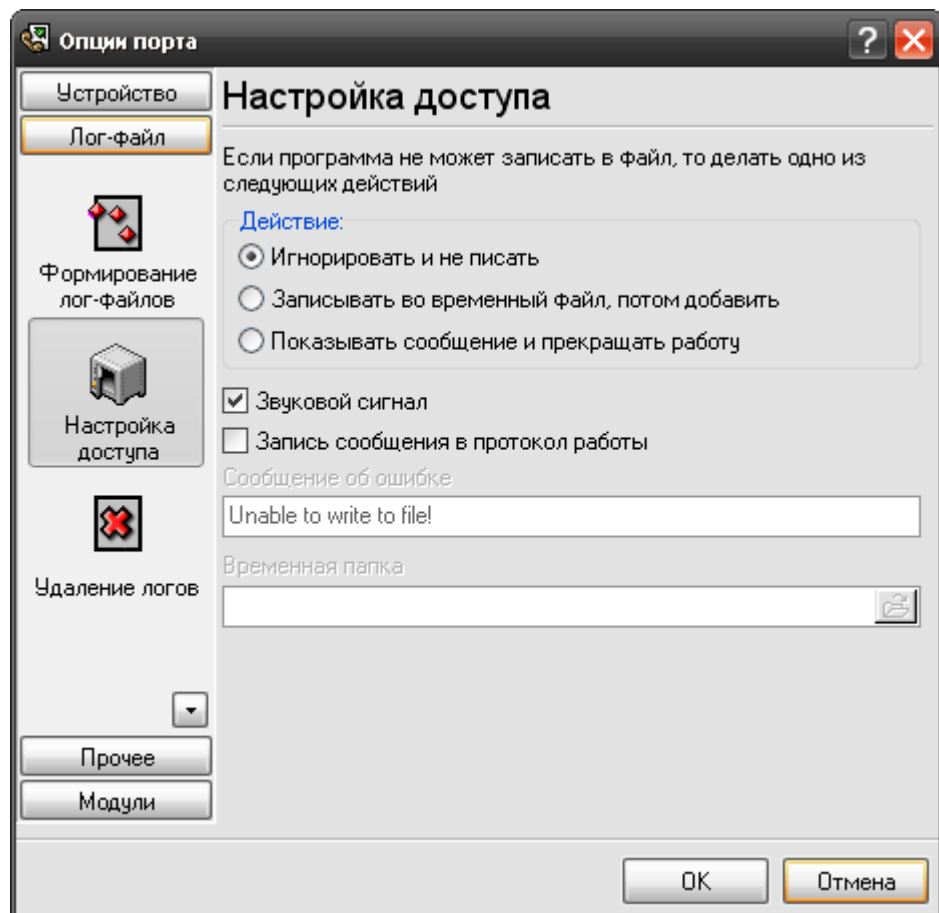 Опции порта
Устройство
Лог-файл
Формирование
лог-файлов
Настройка
доступа
Удаление логов
Прочее
Модули
Настройка доступа
Если программа не может записать в файл, то делать одно из
следующих действий
Действие:
Игнорировать и не писать
Записывать во временный файл, потом добавить
Показывать сообщение и прекращать работу
Звуковой сигнал
Запись сообщения в протокол работы
Сообщение об ошибке
Unable to write to file!
Временная папка
OK
Отмена